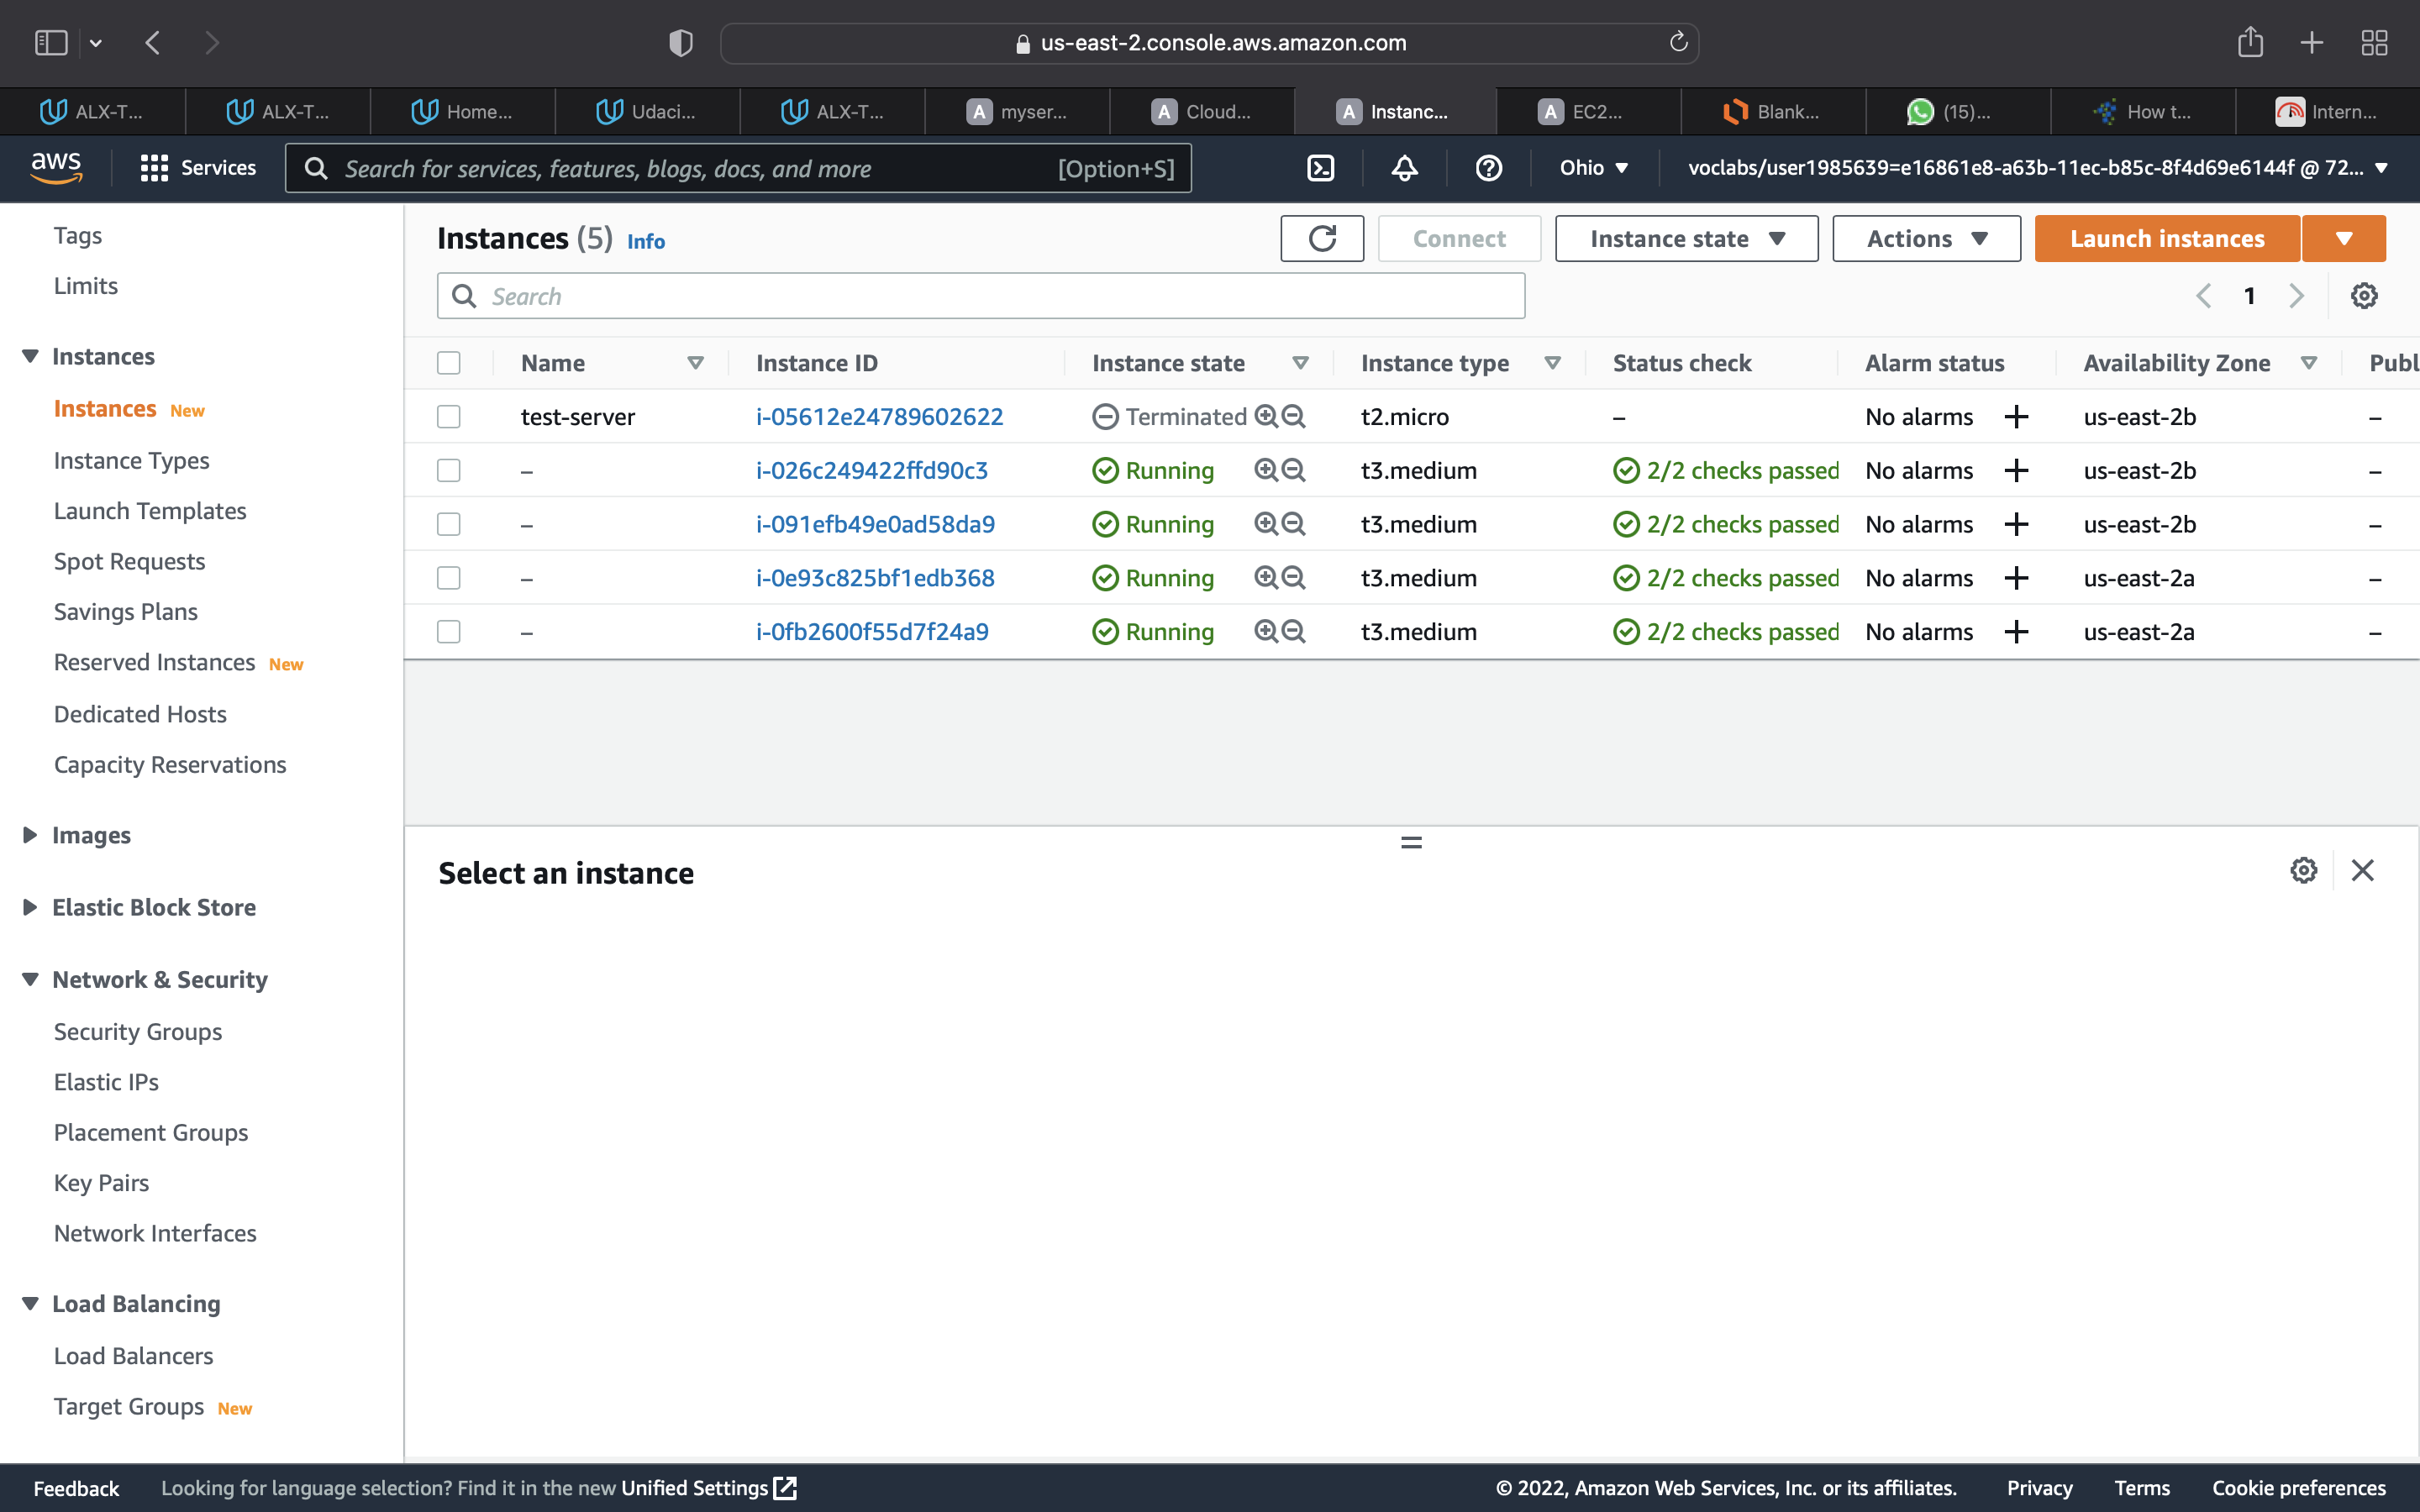 us-east-2.console.aws.amazon.com
ALX-T... ALX-T... Home... Udaci... ALX-T... A myser... A Cloud... A Instanc... A EC2... Blank... (15)... How t... Intern...
aws Services Search for services, features, blogs, docs, and more [Option+S] Ohio voclabs/user1985639=e16861e8-a63b-11ec-b85c-8f4d69e6144f @ 72...
Tags
Limits
Instances
Instances New
Instance Types
Launch Templates
Spot Requests
Savings Plans
Reserved Instances New
Dedicated Hosts
Capacity Reservations
Images
Elastic Block Store
Network & Security
Security Groups
Elastic IPs
Placement Groups
Key Pairs
Network Interfaces
Load Balancing
Load Balancers
Target Groups New
Instances (5) Info Connect Instance state Actions Launch instances
Search 1
Name Instance ID Instance state Instance type Status check Alarm status Availability Zone Publ
test-server i-05612e24789602622 Terminated t2.micro – No alarms + us-east-2b –
– i-026c249422ffd90c3 Running t3.medium 2/2 checks passed No alarms + us-east-2b –
– i-091efb49e0ad58da9 Running t3.medium 2/2 checks passed No alarms + us-east-2b –
– i-0e93c825bf1edb368 Running t3.medium 2/2 checks passed No alarms + us-east-2a –
– i-0fb2600f55d7f24a9 Running t3.medium 2/2 checks passed No alarms + us-east-2a –
Select an instance
Feedback Looking for language selection? Find it in the new Unified Settings © 2022, Amazon Web Services, Inc. or its affiliates. Privacy Terms Cookie preferences